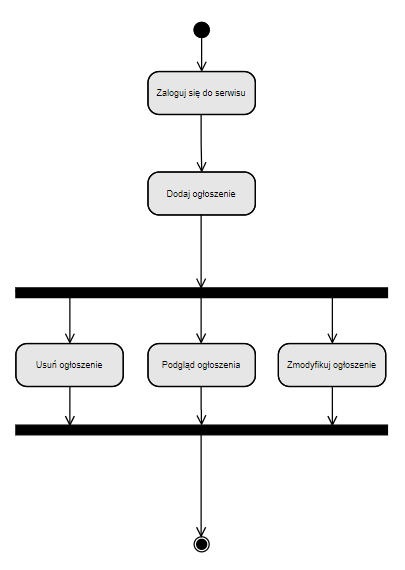 Zaloguj się do serwisu
Dodaj ogłoszenie
Usuń ogłoszenie
Podgląd ogłoszenia
Zmodyfikuj ogłoszenie